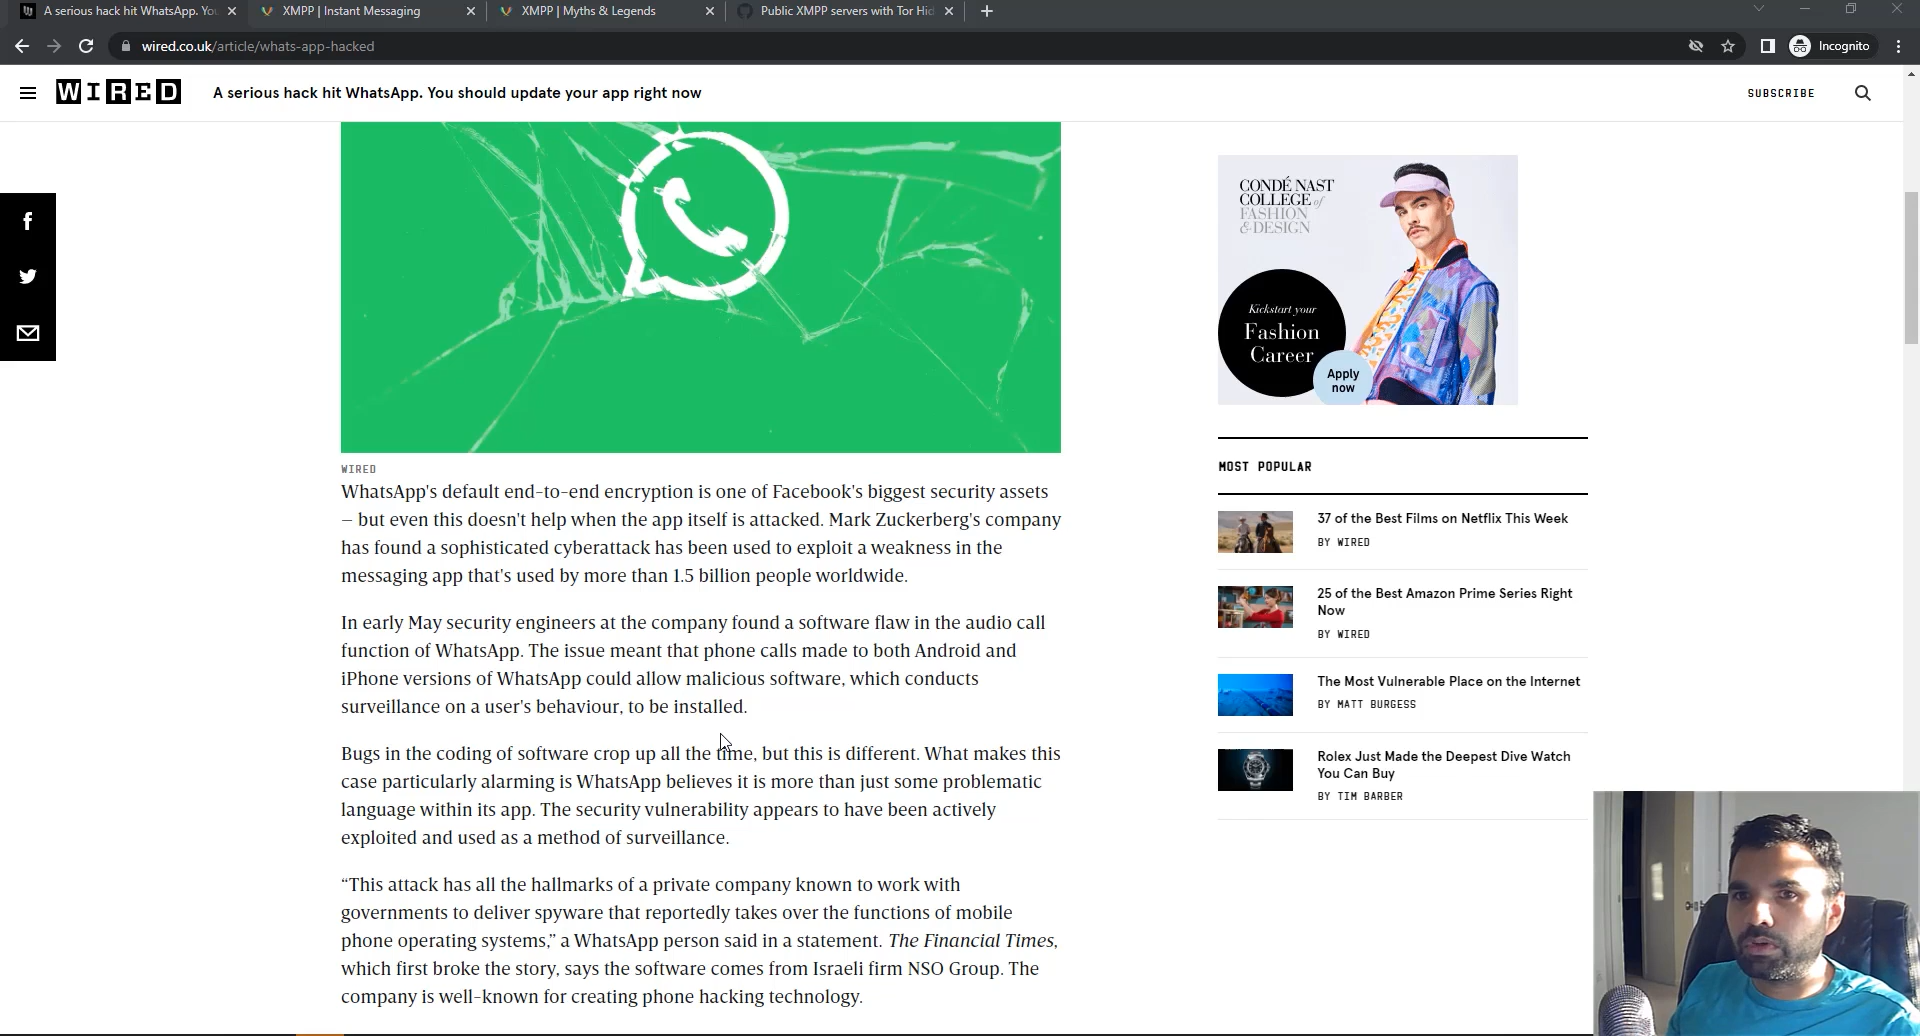 A serious hack hit WhatsApp. You
XMPP | Instant Messaging
XMPP | Myths & Legends
Public XMPP servers with Tor Hid
wired.co.uk/article/whats-app-hacked
Incognito
WIRED
A serious hack hit WhatsApp. You should update your app right now
SUBSCRIBE
CONDÉ NAST
COLLEGE of
FASHION
& DESIGN
Kickstart your
Fashion
Career
Apply
now
WIRED
WhatsApp's default end-to-end encryption is one of Facebook's biggest security assets
– but even this doesn't help when the app itself is attacked. Mark Zuckerberg's company
has found a sophisticated cyberattack has been used to exploit a weakness in the
messaging app that's used by more than 1.5 billion people worldwide.
In early May security engineers at the company found a software flaw in the audio call
function of WhatsApp. The issue meant that phone calls made to both Android and
iPhone versions of WhatsApp could allow malicious software, which conducts
surveillance on a user's behaviour, to be installed.
Bugs in the coding of software crop up all the time, but this is different. What makes this
case particularly alarming is WhatsApp believes it is more than just some problematic
language within its app. The security vulnerability appears to have been actively
exploited and used as a method of surveillance.
“This attack has all the hallmarks of a private company known to work with
governments to deliver spyware that reportedly takes over the functions of mobile
phone operating systems,” a WhatsApp person said in a statement. The Financial Times,
which first broke the story, says the software comes from Israeli firm NSO Group. The
company is well-known for creating phone hacking technology.
MOST POPULAR
37 of the Best Films on Netflix This Week
BY WIRED
25 of the Best Amazon Prime Series Right
Now
BY WIRED
The Most Vulnerable Place on the Internet
BY MATT BURGESS
Rolex Just Made the Deepest Dive Watch
You Can Buy
BY TIM BARBER